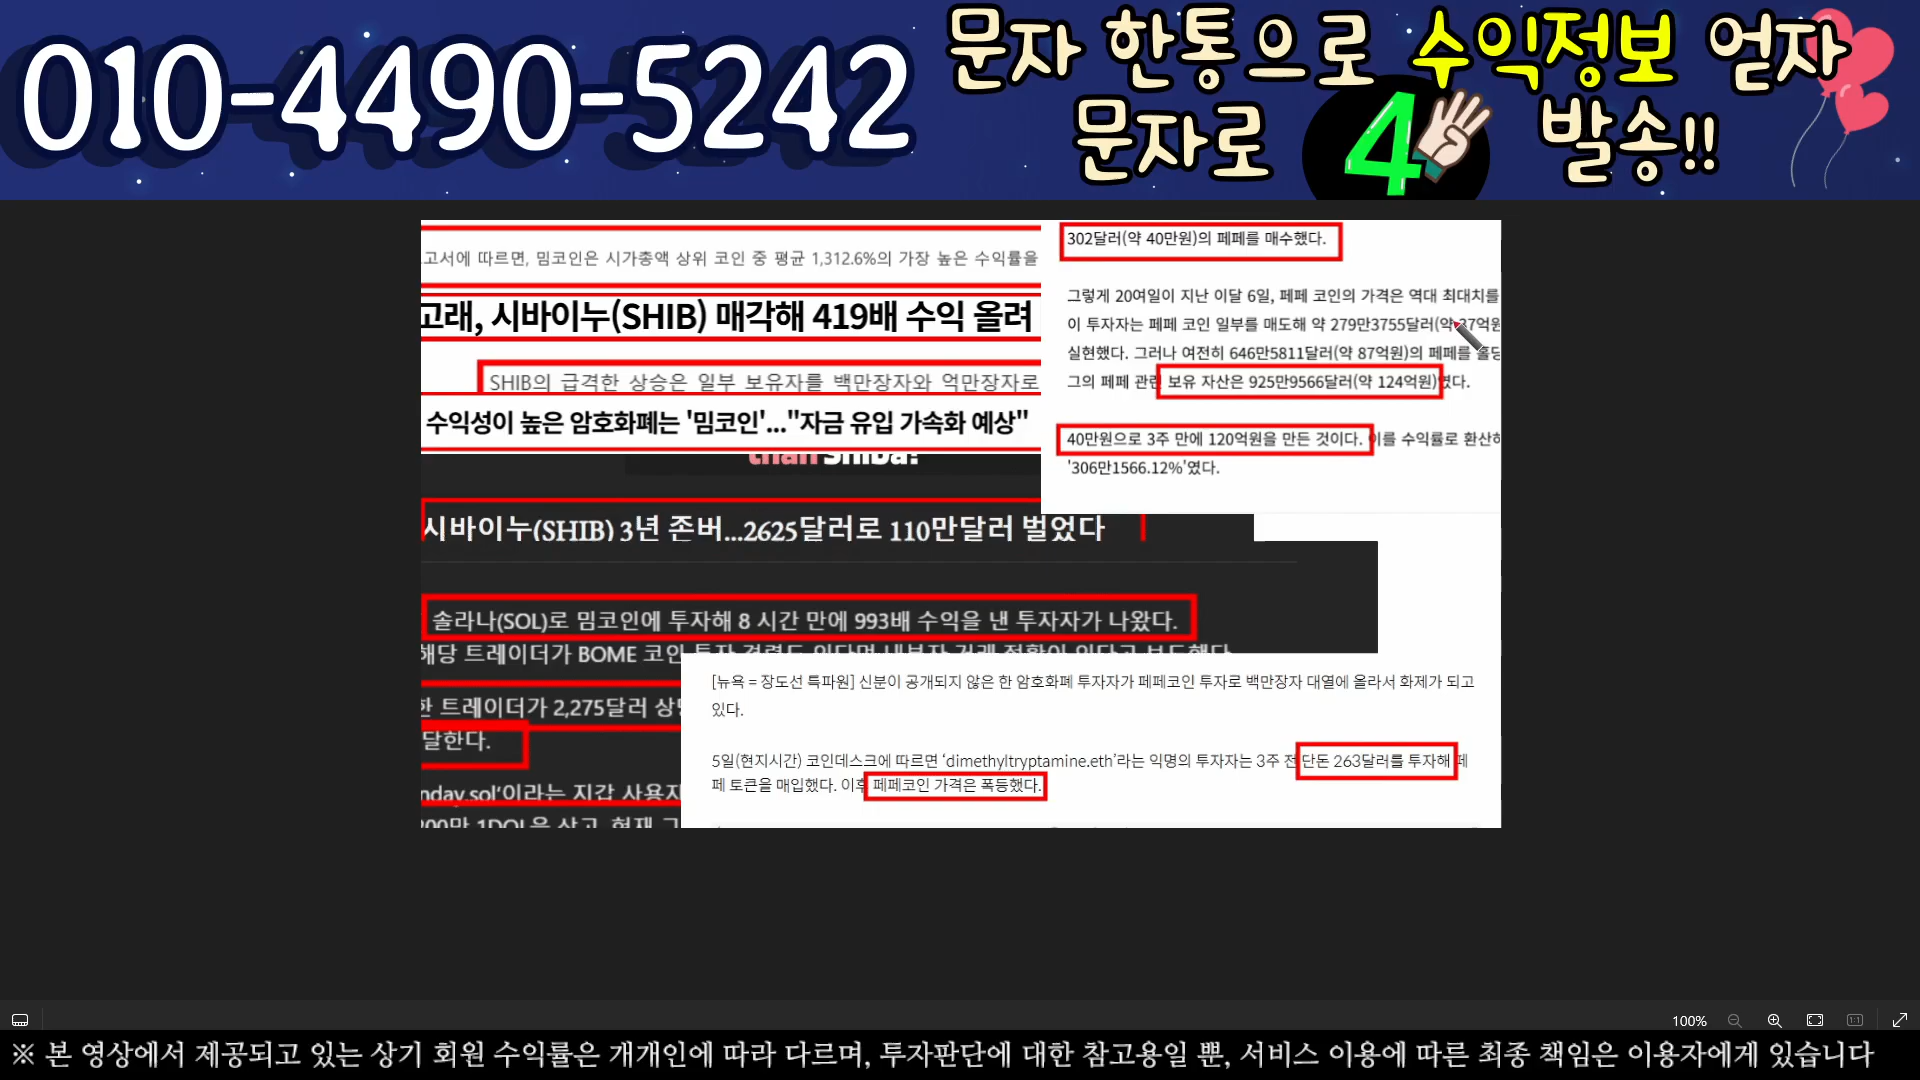 010-4490-5242
문자 한통으로 수익정보 얻자
문자로 4 발송!!
고서에 따르면, 밈코인은 시가총액 상위 코인 중 평균 1,312.6%의 가장 높은 수익률을
고래, 시바이누(SHIB) 매각해 419배 수익 올려
SHIB의 급격한 상승은 일부 보유자를 백만장자와 억만장자로
수익성이 높은 암호화폐는 '밈코인'..."자금 유입 가속화 예상"
than Shiba?
시바이누(SHIB) 3년 존버...2625달러로 110만달러 벌었다
솔라나(SOL)로 밈코인에 투자해 8 시간 만에 993배 수익을 낸 투자자가 나왔다.
해당 트레이더가 BOME 코인
한 트레이더가 2,275달러 상당
달한다.
nday.sol'이라는 지갑 사용자
302달러(약 40만원)의 페페를 매수했다.
그렇게 20여일이 지난 이달 6일, 페페 코인의 가격은 역대 최대치를
이 투자자는 페페 코인 일부를 매도해 약 279만3755달러(약 37억원
실현했다. 그러나 여전히 646만5811달러(약 87억원)의 페페를 홀딩
그의 페페 관련 보유 자산은 925만9566달러(약 124억원)였다.
40만원으로 3주 만에 120억원을 만든 것이다. 이를 수익률로 환산하
'306만1566.12%'였다.
[뉴욕 = 장도선 특파원] 신분이 공개되지 않은 한 암호화폐 투자자가 페페코인 투자로 백만장자 대열에 올라서 화제가 되고
있다.
5일(현지시간) 코인데스크에 따르면 ‘dimethyltryptamine.eth’라는 익명의 투자자는 3주 전 단돈 263달러를 투자해 페
페 토큰을 매입했다. 이후 페페코인 가격은 폭등했다.
100%
※ 본 영상에서 제공되고 있는 상기 회원 수익률은 개개인에 따라 다르며, 투자판단에 대한 참고용일 뿐, 서비스 이용에 따른 최종 책임은 이용자에게 있습니다